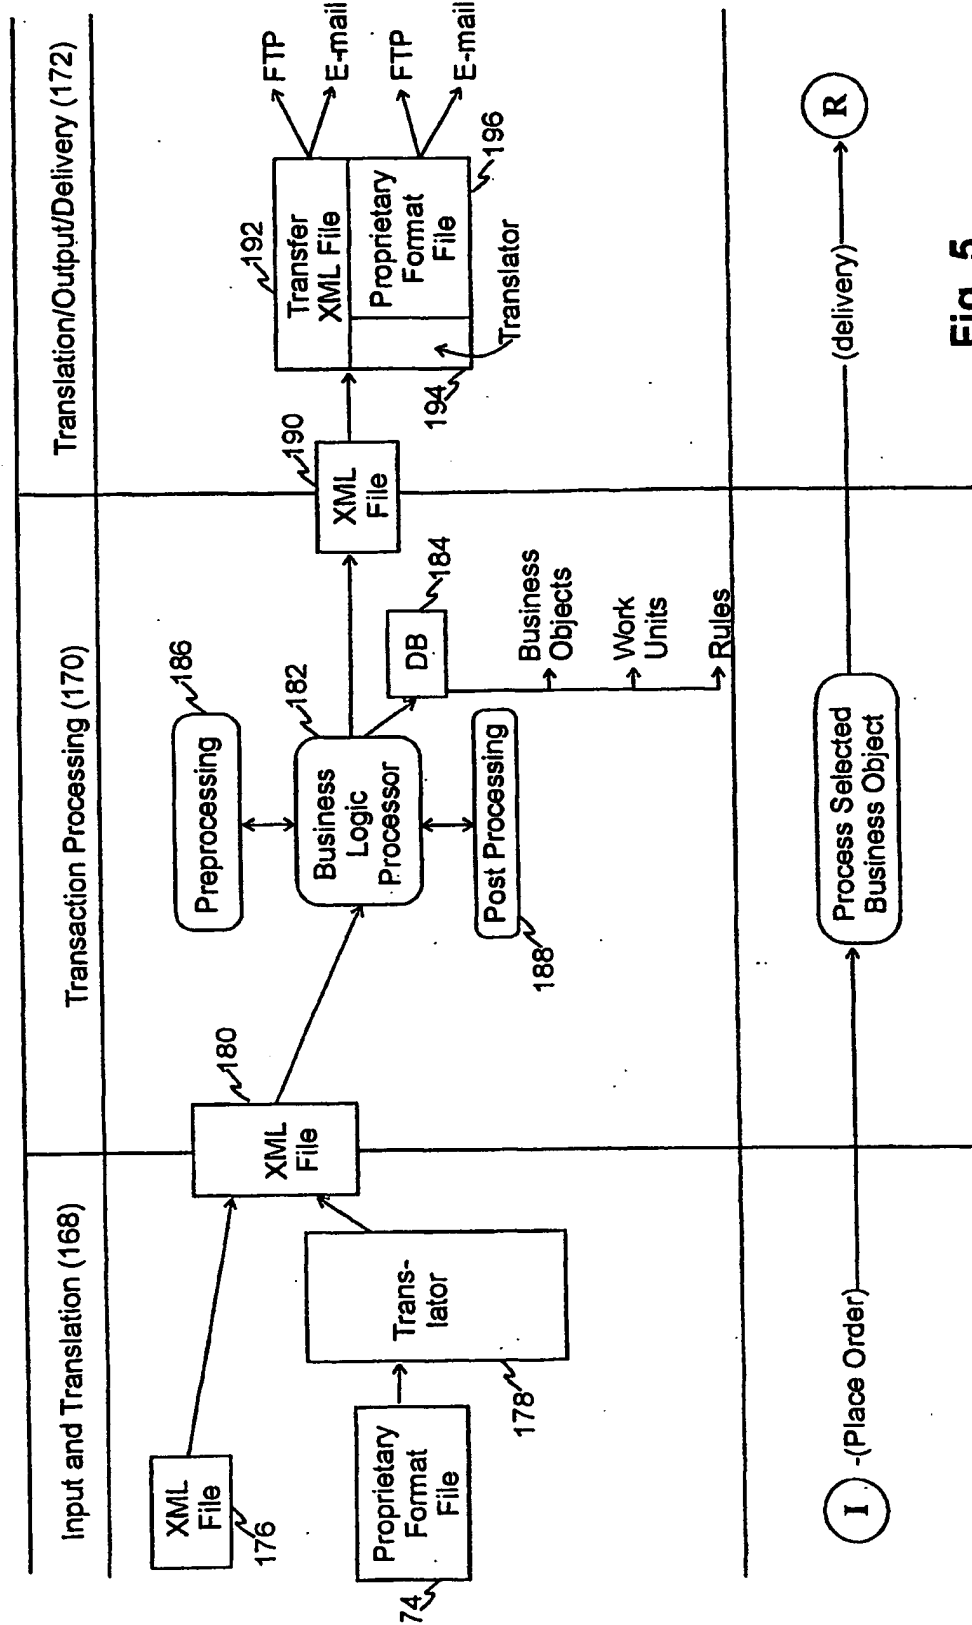 Input and Translation (168)
Transaction Processing (170)
Translation/Output/Delivery (172)
XML
File
176
Proprietary
Format
File
74
Trans-
lator
178
XML
File
180
Preprocessing
186
Business
Logic
Processor
182
Post Processing
188
DB
184
Business
Objects
Work
Units
Rules
XML
File
190
Transfer
XML File
192
Proprietary
Format
File
196
194
Translator
FTP
E-mail
FTP
E-mail
I
-(Place Order)
Process Selected
Business Object
(delivery)
R
Fig. 5